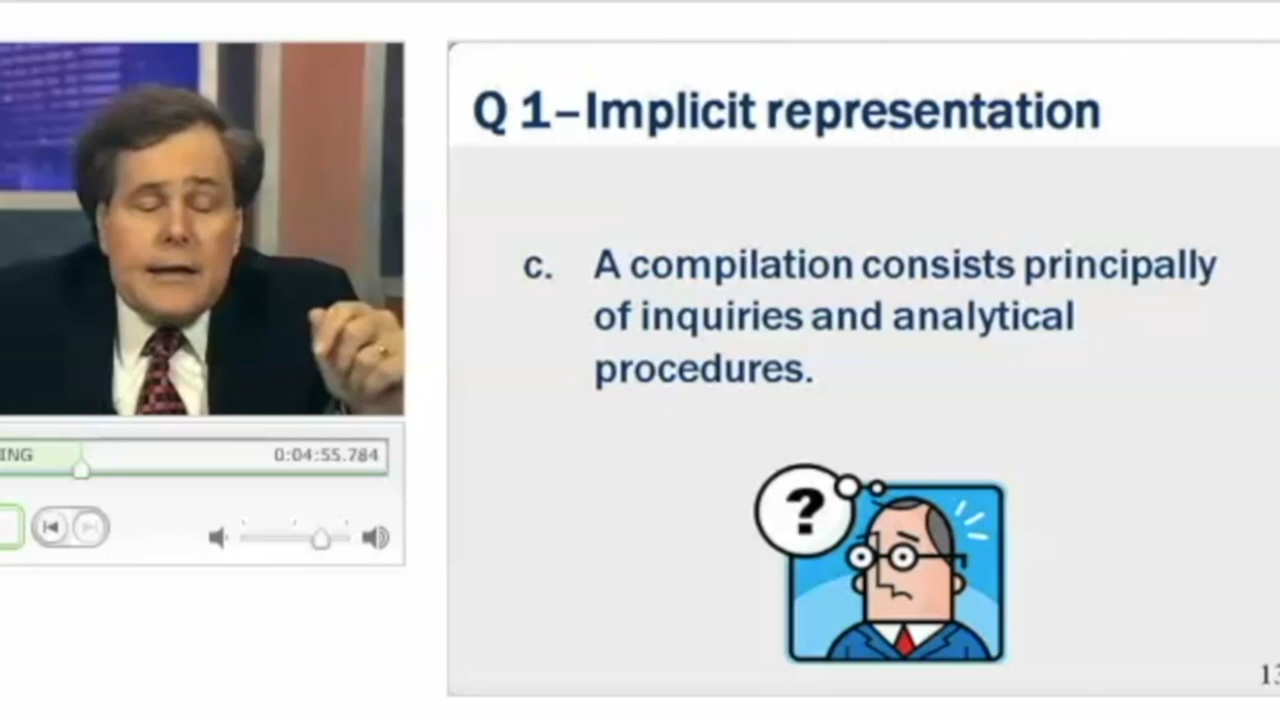 Q 1–Implicit representation
c. A compilation consists principally
of inquiries and analytical
procedures.
?
ING 0:04:55.784
13